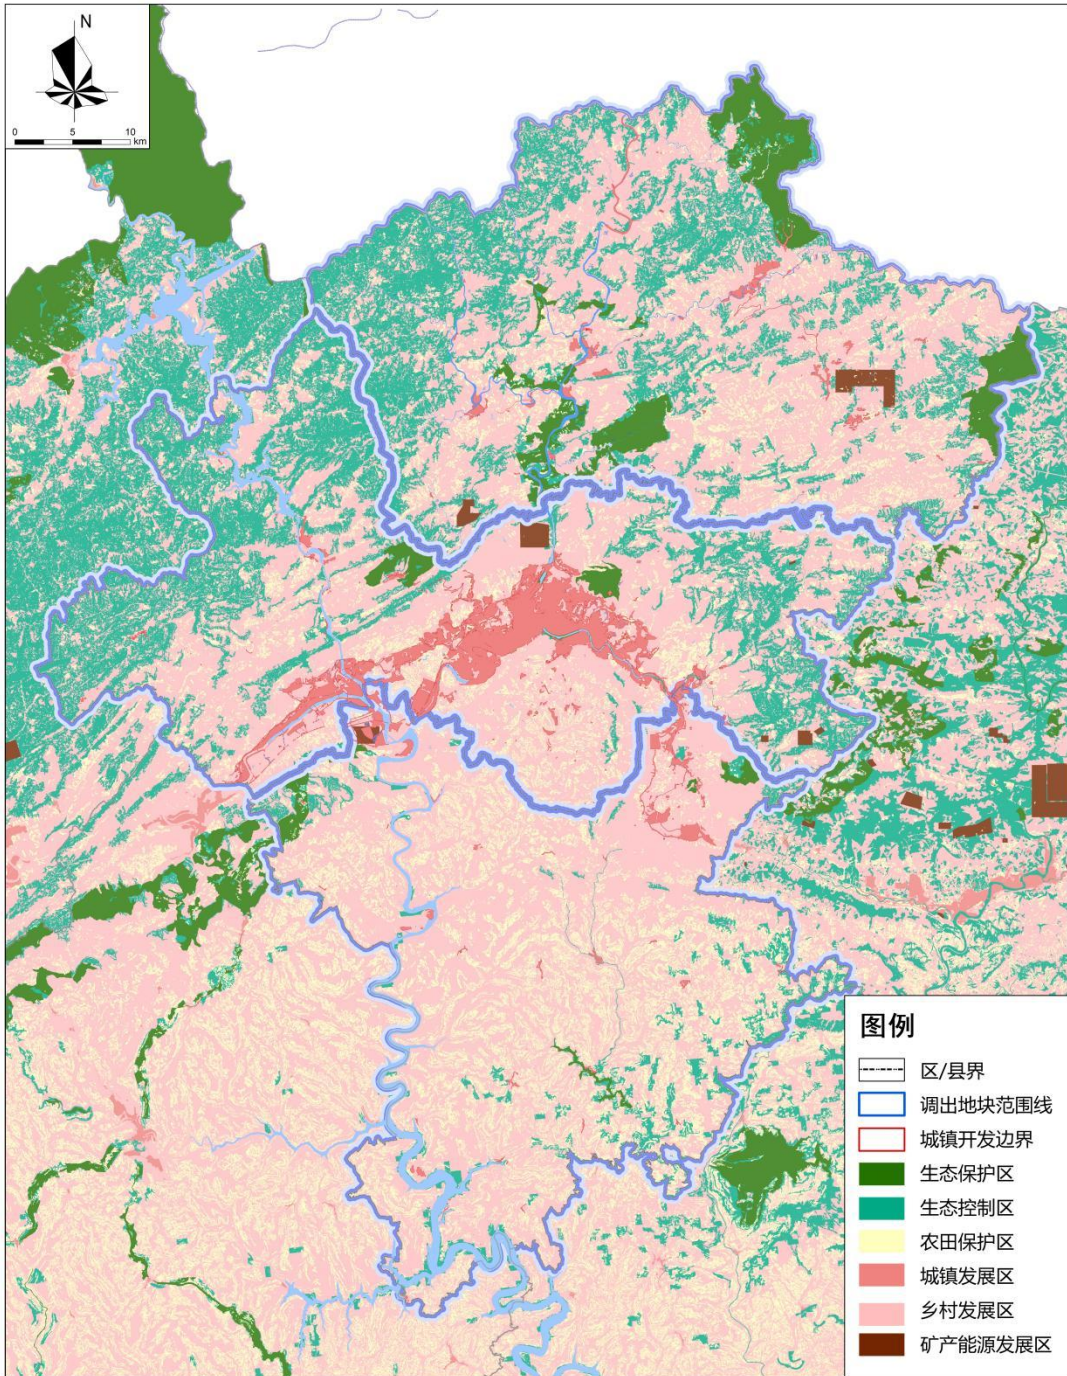 N
0 5 10
km
图例
区/县界
调出地块范围线
城镇开发边界
生态保护区
生态控制区
农田保护区
城镇发展区
乡村发展区
矿产能源发展区